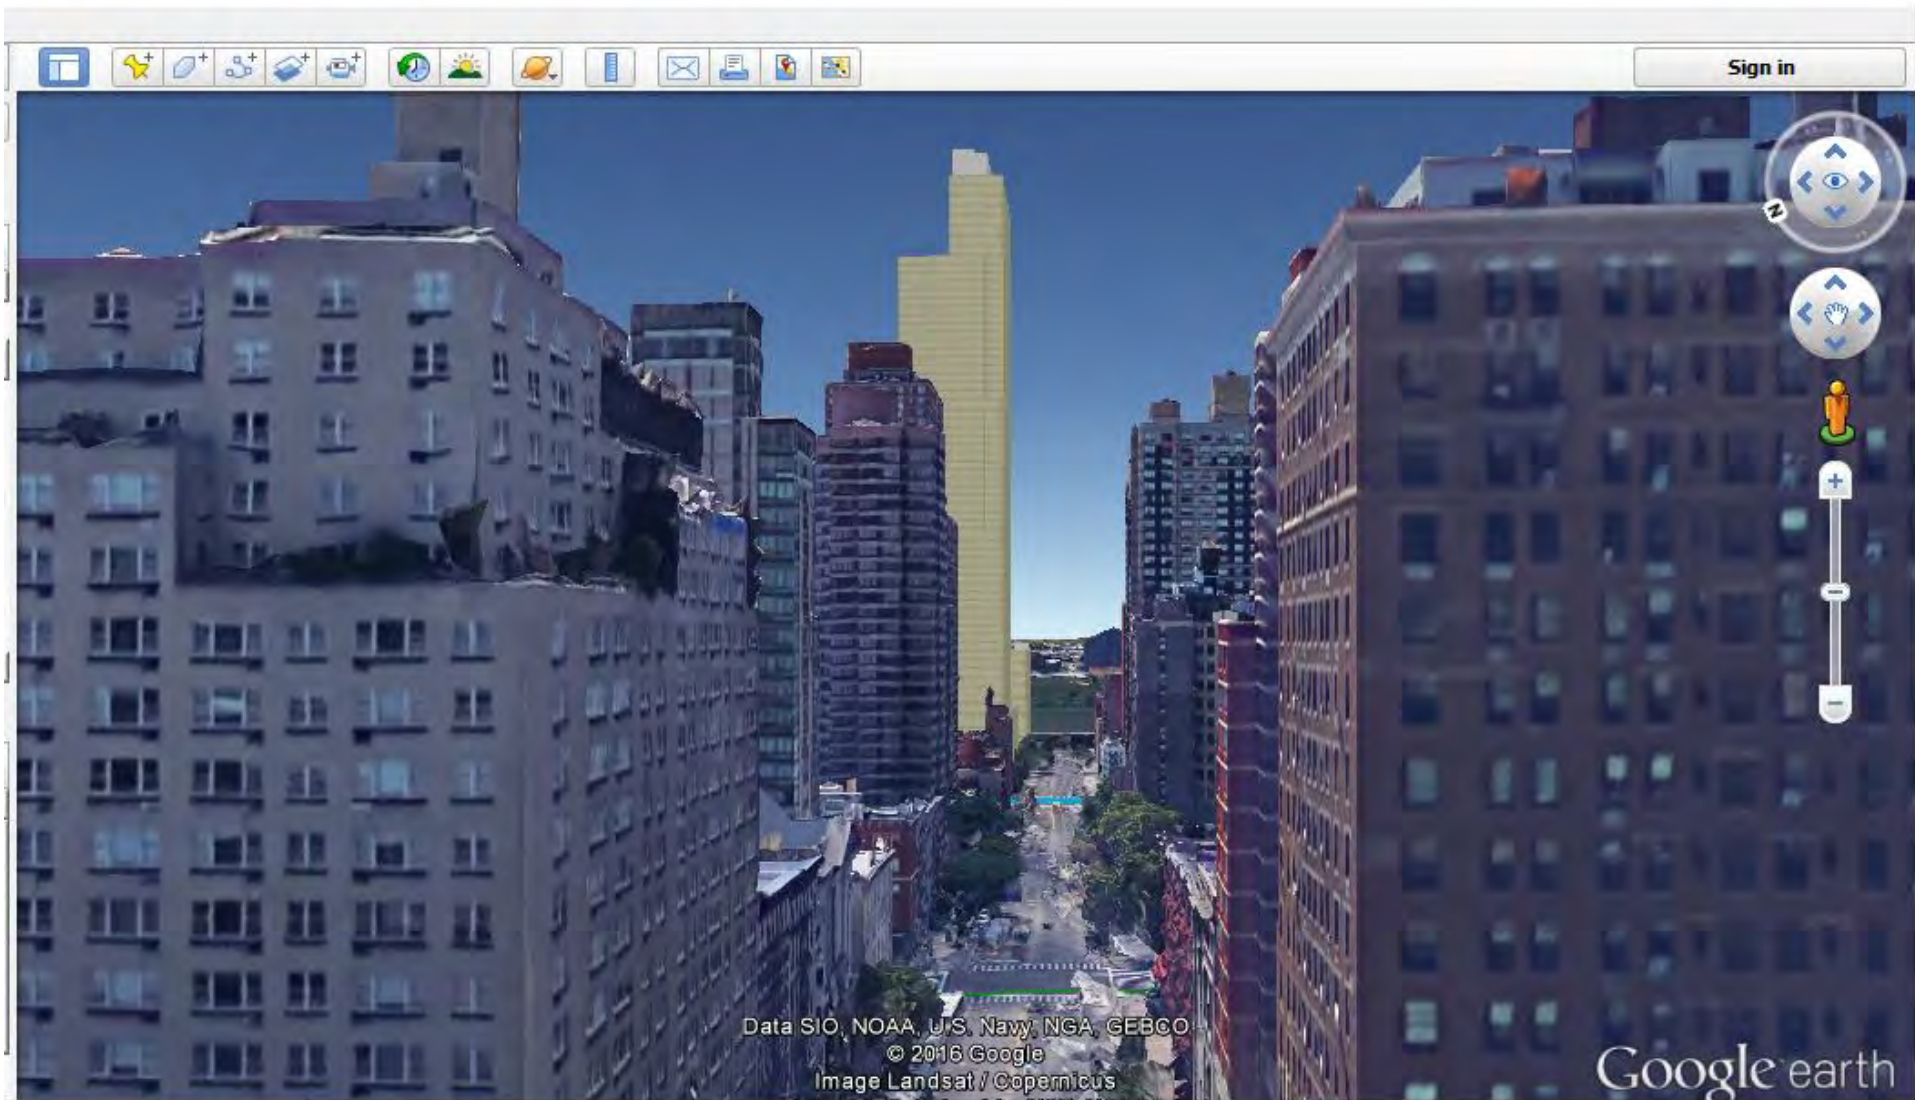 Sign in
N
Data SIO, NOAA, U.S. Navy, NGA, GEBCO
© 2016 Google
Image Landsat / Copernicus
Google earth